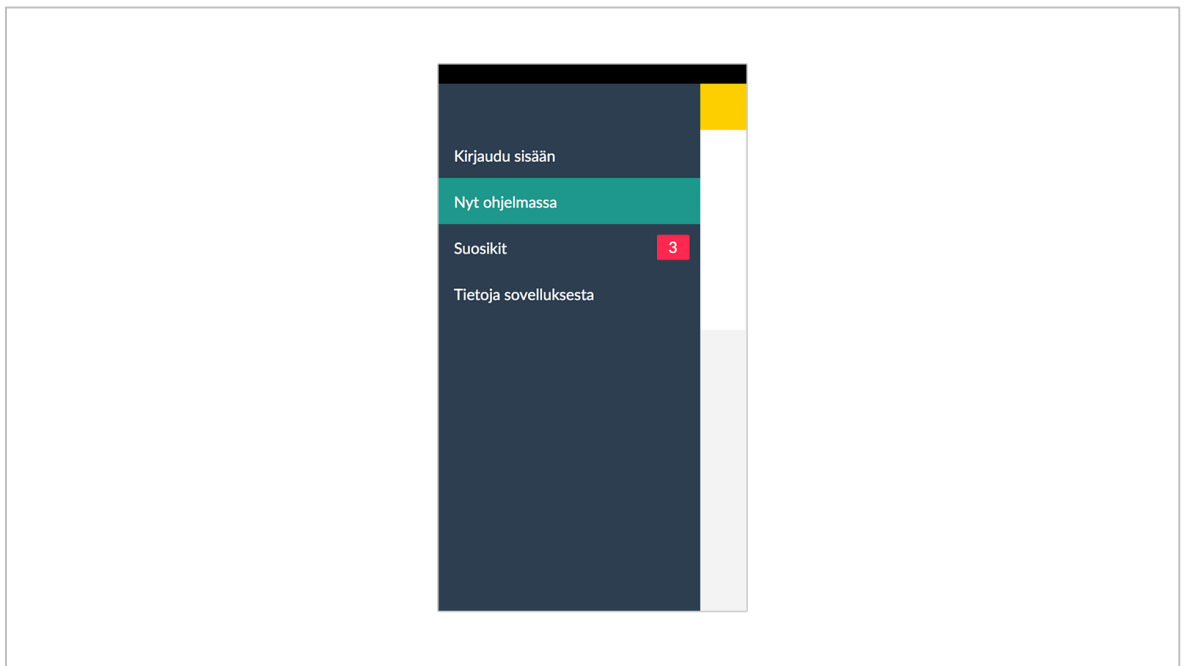 Kirjaudu sisään
Nyt ohjelmassa
Suosikit 3
Tietoja sovelluksesta